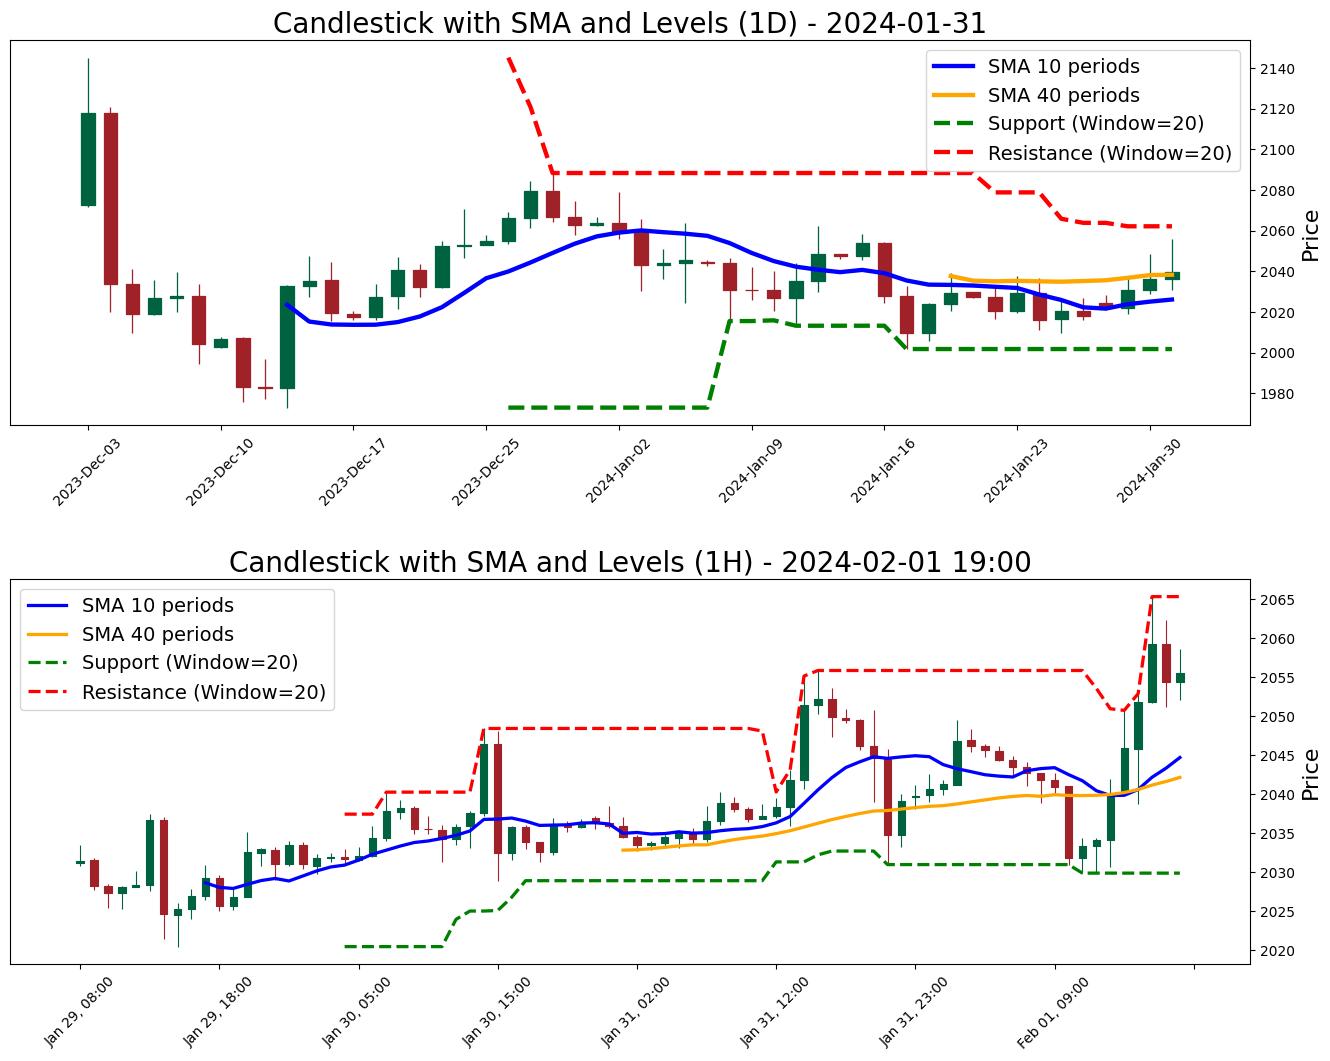 Candlestick with SMA and Levels (1D) - 2024-01-31
SMA 10 periods
SMA 40 periods
Support (Window=20)
Resistance (Window=20)
2140
2120
2100
2080
2060
2040
2020
2000
1980
Price
2023-Dec-03
2023-Dec-10
2023-Dec-17
2023-Dec-25
2024-Jan-02
2024-Jan-09
2024-Jan-16
2024-Jan-23
2024-Jan-30
Candlestick with SMA and Levels (1H) - 2024-02-01 19:00
SMA 10 periods
SMA 40 periods
Support (Window=20)
Resistance (Window=20)
2065
2060
2055
2050
2045
2040
2035
2030
2025
2020
Price
Jan 29, 08:00
Jan 29, 18:00
Jan 30, 05:00
Jan 30, 15:00
Jan 31, 02:00
Jan 31, 12:00
Jan 31, 23:00
Feb 01, 09:00